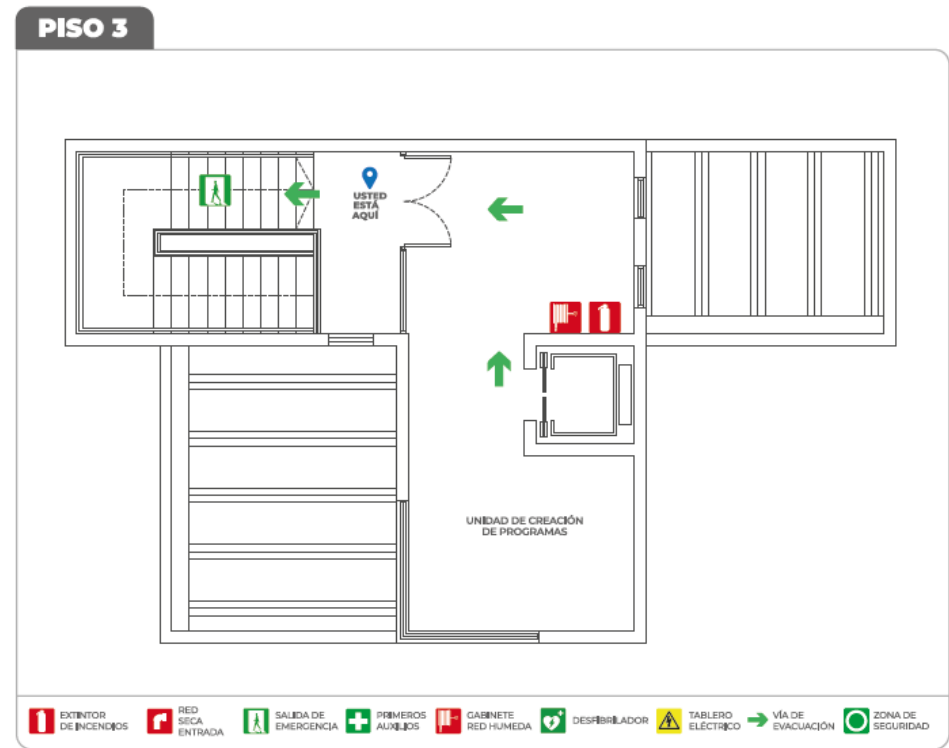 PISO 3
USTED
ESTÁ
AQUÍ
UNIDAD DE CREACIÓN
DE PROGRAMAS
EXTINTOR
DE INCENDIOS
RED
SECA
ENTRADA
SALIDA DE
EMERGENCIA
PRIMEROS
AUXILIOS
GABINETE
RED HUMEDA
DESFIBRILADOR
TABLERO
ELÉCTRICO
VÍA DE
EVACUACIÓN
ZONA DE
SEGURIDAD